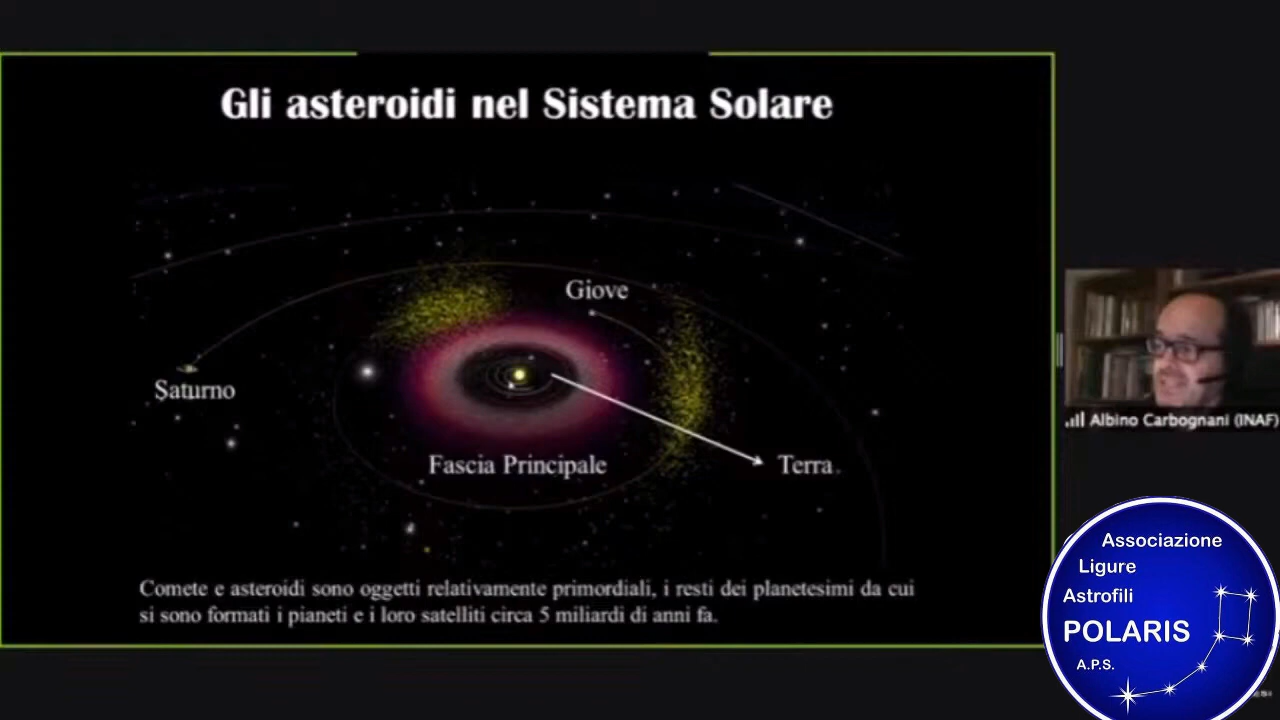 Gli asteroidi nel Sistema Solare
Giove
Saturno
Fascia Principale
Terra
Comete e asteroidi sono oggetti relativamente primordiali, i resti dei planetesimi da cui
si sono formati i pianeti e i loro satelliti circa 5 miliardi di anni fa.
Albino Carbognani (INAF)
Associazione
Ligure
Astrofili
POLARIS
A.P.S.